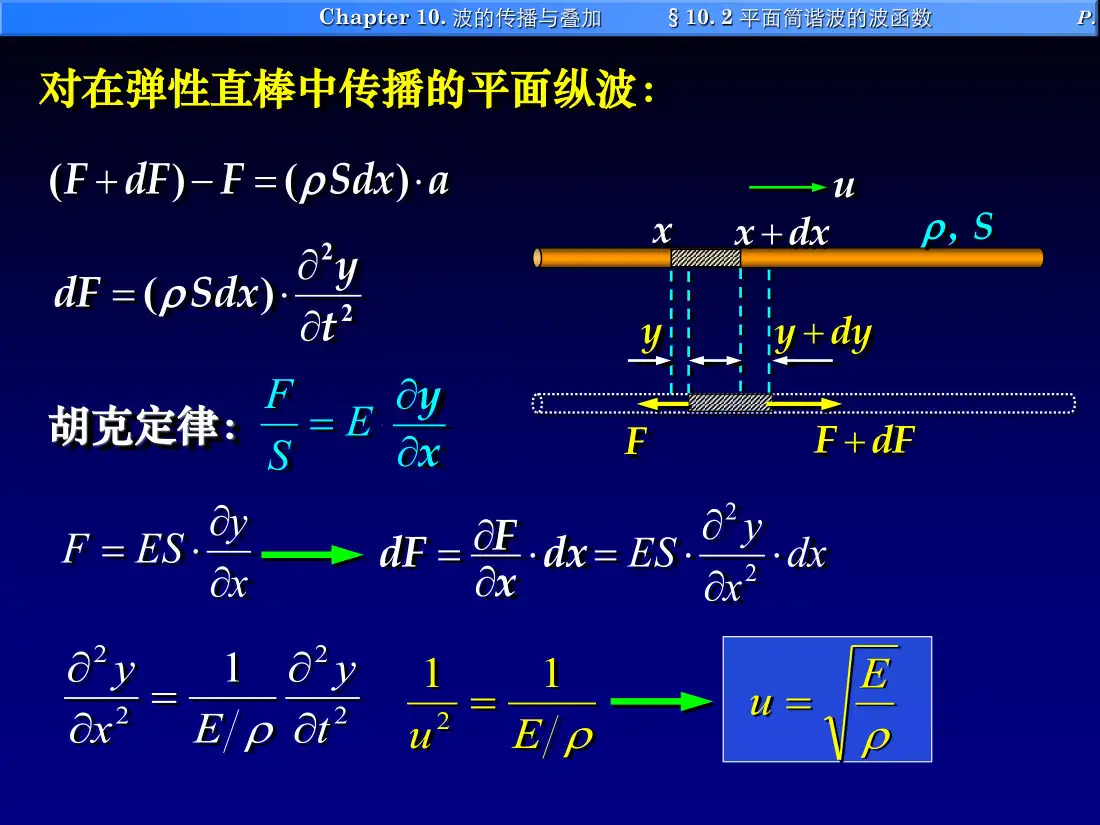 Chapter 10. 波的传播与叠加 §10. 2 平面简谐波的波函数 P.
对在弹性直棒中传播的平面纵波：
(F + dF) − F = (ρSdx) · a
u
x x + dx ρ, S
dF = (ρSdx) · ∂²y/∂t²
y y + dy
胡克定律： F/S = E · ∂y/∂x
F F + dF
F = ES · ∂y/∂x dF = ∂F/∂x · dx = ES · ∂²y/∂x² · dx
∂²y/∂x² = 1/(E/ρ) ∂²y/∂t² 1/u² = 1/(E/ρ) u = √(E/ρ)